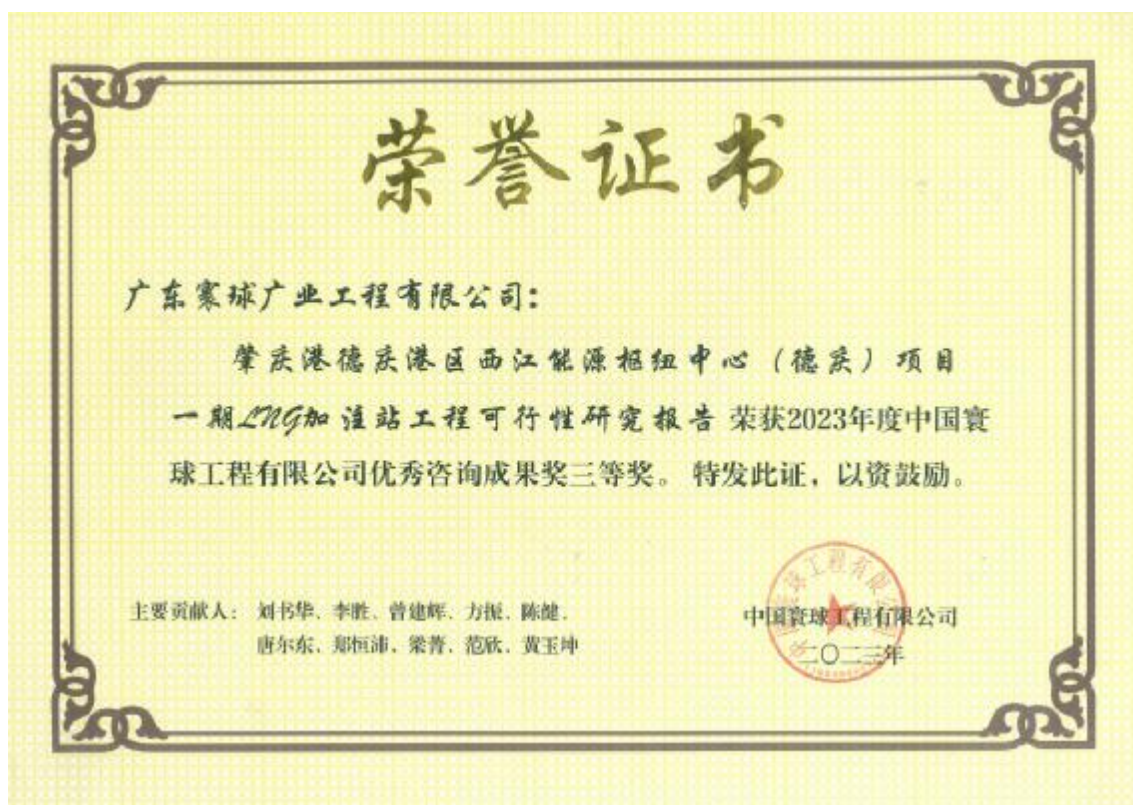 荣誉证书
广东寰球广业工程有限公司：
肇庆港德庆港区西江能源枢纽中心（德庆）项目
一期LNG加注站工程可行性研究报告 荣获2023年度中国寰
球工程有限公司优秀咨询成果奖三等奖。 特发此证，以资鼓励。
主要贡献人： 刘书华、李胜、曾建辉、方振、陈健、
唐尔东、郑恒沛、梁菁、范欣、黄玉坤
中国寰球工程有限公司
二〇二三年